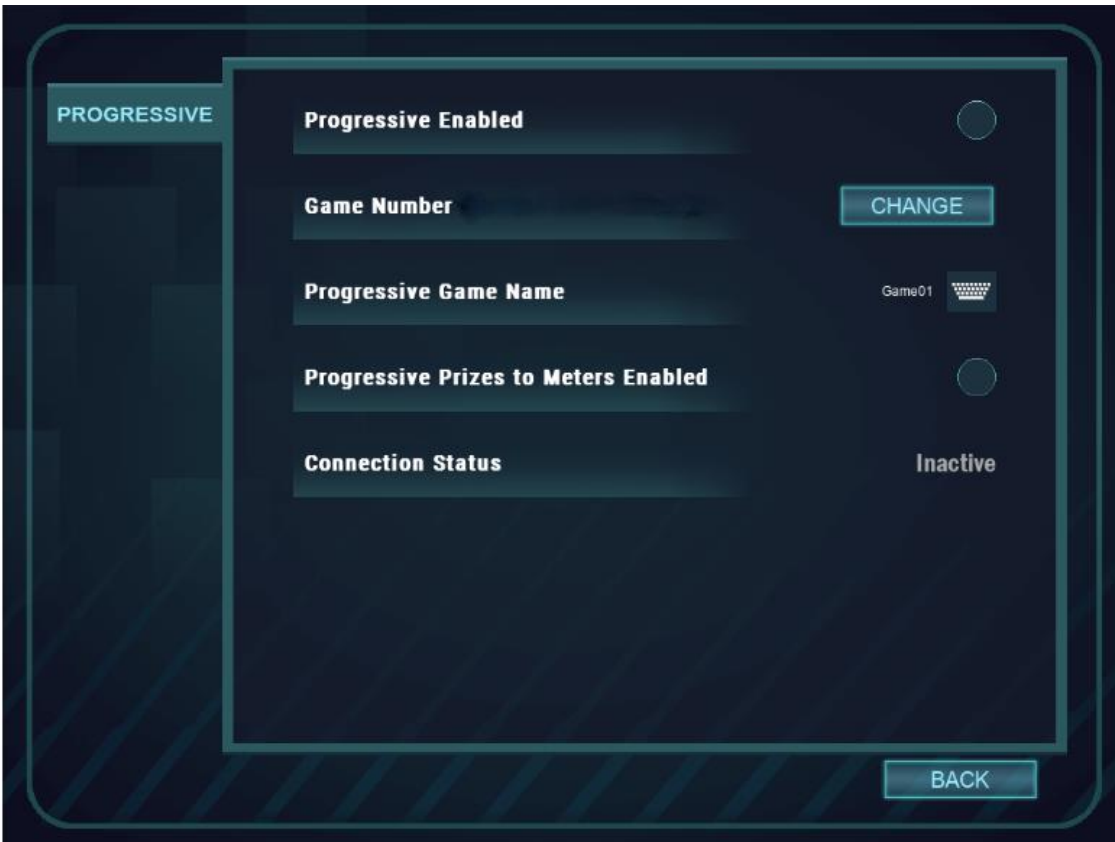 PROGRESSIVE
Progressive Enabled
Game Number
CHANGE
Progressive Game Name
Game01
Progressive Prizes to Meters Enabled
Connection Status
Inactive
BACK